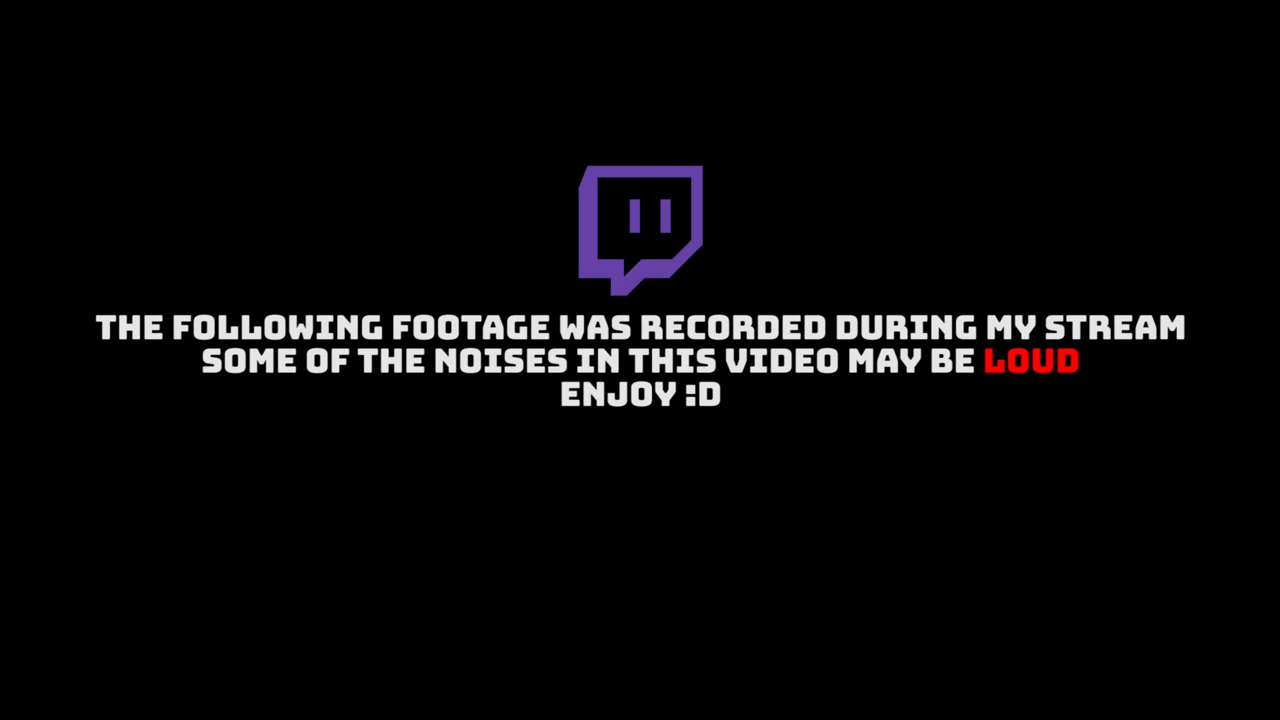 THE FOLLOWING FOOTAGE WAS RECORDED DURING MY STREAM
SOME OF THE NOISES IN THIS VIDEO MAY BE LOUD
ENJOY :D